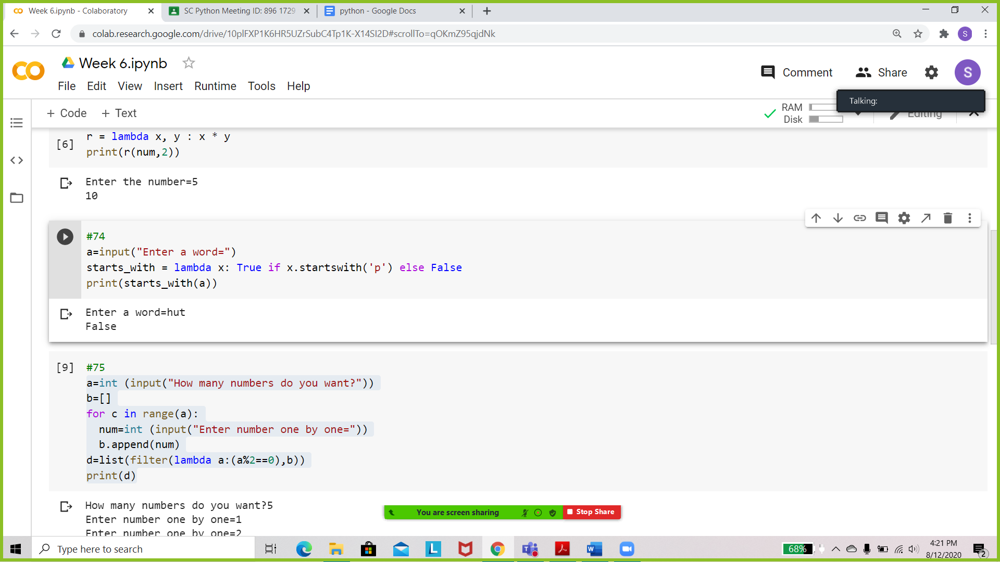 Week 6.ipynb - Colaboratory
SC Python Meeting ID: 896 1729
python - Google Docs
colab.research.google.com/drive/10plFXP1K6HR5UZrSubC4Tp1K-X14SI2D#scrollTo=qOKmZ95qjdNk
S
Week 6.ipynb
Comment
Share
S
File Edit View Insert Runtime Tools Help
Talking:
+ Code + Text
RAM
Disk
Editing
[6]
r = lambda x, y : x * y
print(r(num,2))
Enter the number=5
10
#74
a=input("Enter a word=")
starts_with = lambda x: True if x.startswith('p') else False
print(starts_with(a))
Enter a word=hut
False
[9]
#75
a=int (input("How many numbers do you want?"))
b=[]
for c in range(a):
num=int (input("Enter number one by one="))
b.append(num)
d=list(filter(lambda a:(a%2==0),b))
print(d)
How many numbers do you want?5
Enter number one by one=1
Enter number one by one=2
You are screen sharing
Stop Share
Type here to search
68%
4:21 PM
8/12/2020
2